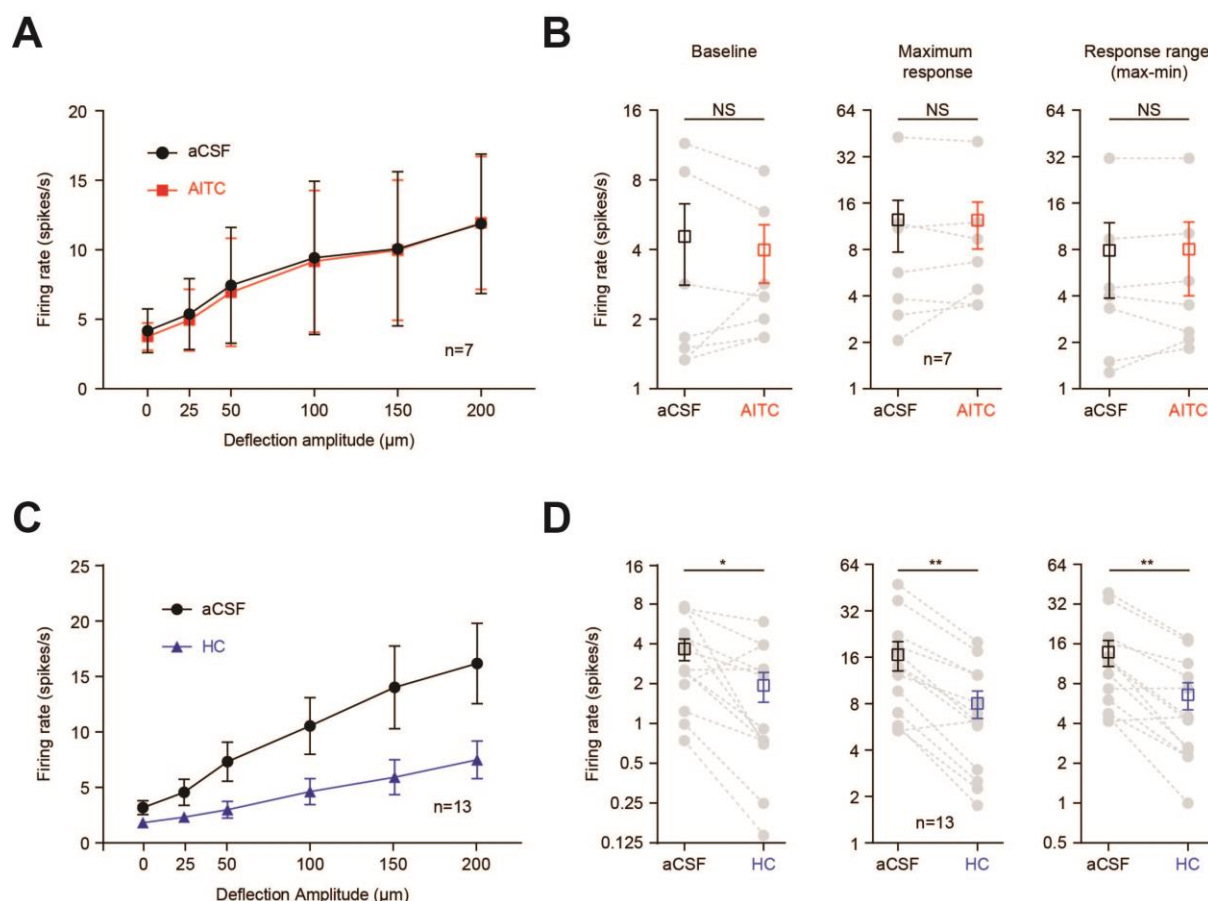 A
Firing rate (spikes/s)
20
15
10
5
0
aCSF
AITC
n=7
0 25 50 100 150 200
Deflection amplitude (µm)
B
Baseline
NS
Firing rate (spikes/s)
16
8
4
2
1
aCSF AITC
Maximum
response
NS
64
32
16
8
4
2
1
n=7
aCSF AITC
Response range
(max-min)
NS
64
32
16
8
4
2
1
aCSF AITC
C
Firing rate (spikes/s)
25
20
15
10
5
0
aCSF
HC
n=13
0 25 50 100 150 200
Deflection Amplitude (µm)
D
*
Firing rate (spikes/s)
16
8
4
2
1
0.5
0.25
0.125
aCSF HC
**
64
32
16
8
4
2
1
n=13
aCSF HC
**
64
32
16
8
4
2
1
0.5
aCSF HC